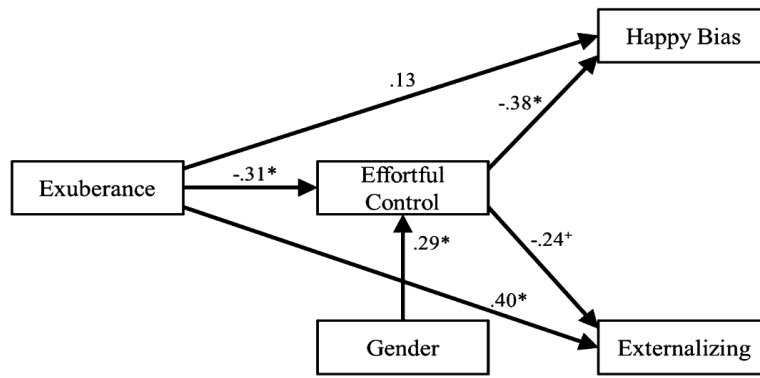 Happy Bias
.13
-.38*
Exuberance
-.31*
Effortful
Control
.29*
-.24+
.40*
Gender
Externalizing